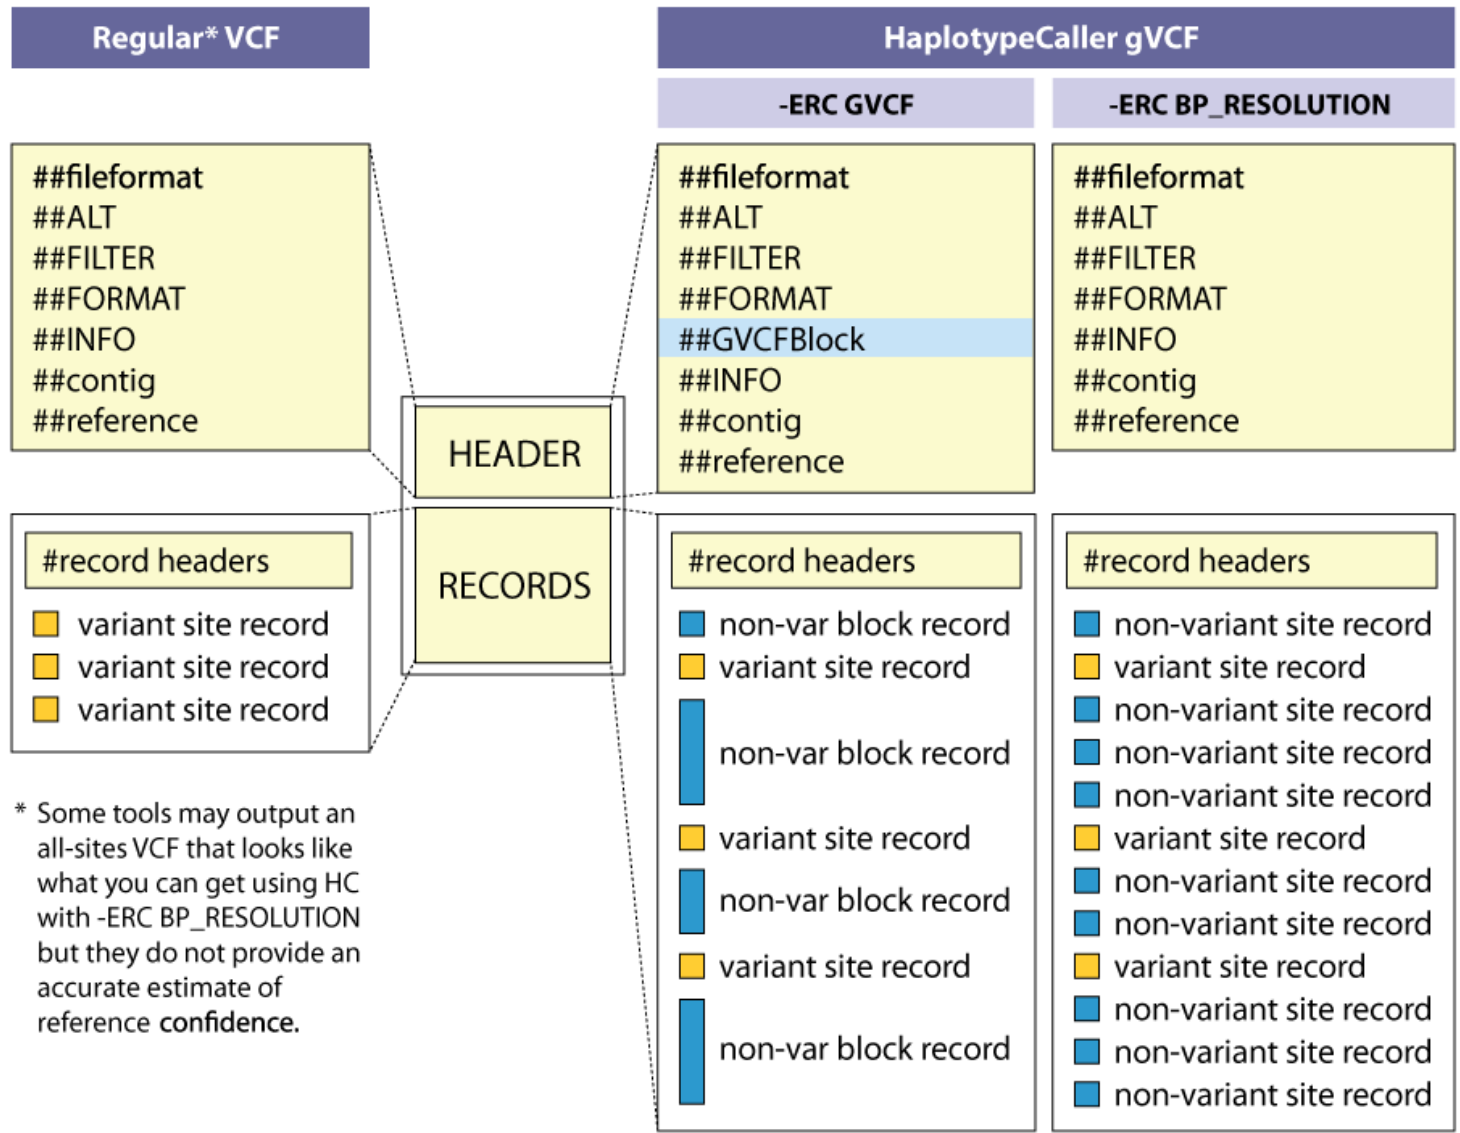 Regular* VCF
##fileformat
##ALT
##FILTER
##FORMAT
##INFO
##contig
##reference
#record headers
variant site record
variant site record
variant site record
* Some tools may output an
all-sites VCF that looks like
what you can get using HC
with -ERC BP_RESOLUTION
but they do not provide an
accurate estimate of
reference confidence.
HEADER
RECORDS
HaplotypeCaller gVCF
-ERC GVCF
##fileformat
##ALT
##FILTER
##FORMAT
##GVCFBlock
##INFO
##contig
##reference
#record headers
non-var block record
variant site record
non-var block record
variant site record
non-var block record
variant site record
non-var block record
-ERC BP_RESOLUTION
##fileformat
##ALT
##FILTER
##FORMAT
##INFO
##contig
##reference
#record headers
non-variant site record
variant site record
non-variant site record
non-variant site record
non-variant site record
variant site record
non-variant site record
non-variant site record
variant site record
non-variant site record
non-variant site record
non-variant site record